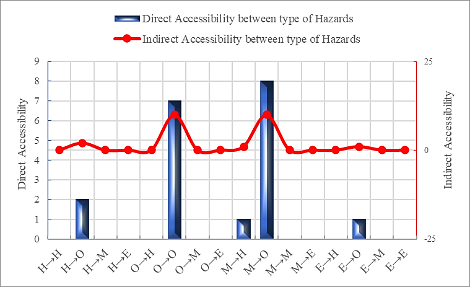 Direct Accessibility between type of Hazards
Indirect Accessibility between type of Hazards
9
8
7
6
5
4
3
2
1
0
Direct Accessibility
25
0
-25
Indirect Accessibility
H→H
H→O
H→M
H→E
O→H
O→O
O→M
O→E
M→H
M→O
M→M
M→E
E→H
E→O
E→M
E→E